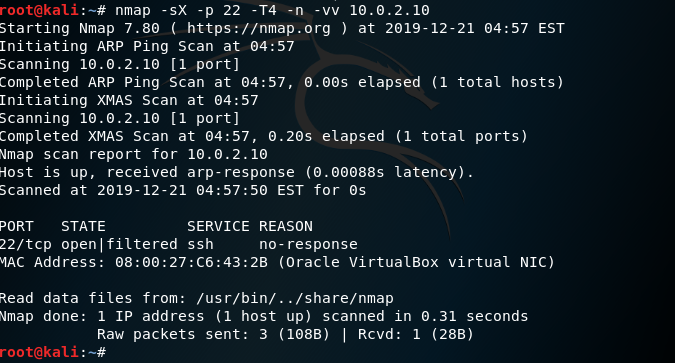 root@kali:~# nmap -sX -p 22 -T4 -n -vv 10.0.2.10
Starting Nmap 7.80 ( https://nmap.org ) at 2019-12-21 04:57 EST
Initiating ARP Ping Scan at 04:57
Scanning 10.0.2.10 [1 port]
Completed ARP Ping Scan at 04:57, 0.00s elapsed (1 total hosts)
Initiating XMAS Scan at 04:57
Scanning 10.0.2.10 [1 port]
Completed XMAS Scan at 04:57, 0.20s elapsed (1 total ports)
Nmap scan report for 10.0.2.10
Host is up, received arp-response (0.00088s latency).
Scanned at 2019-12-21 04:57:50 EST for 0s

PORT   STATE         SERVICE REASON
22/tcp open|filtered ssh     no-response
MAC Address: 08:00:27:C6:43:2B (Oracle VirtualBox virtual NIC)

Read data files from: /usr/bin/../share/nmap
Nmap done: 1 IP address (1 host up) scanned in 0.31 seconds
           Raw packets sent: 3 (108B) | Rcvd: 1 (28B)
root@kali:~#